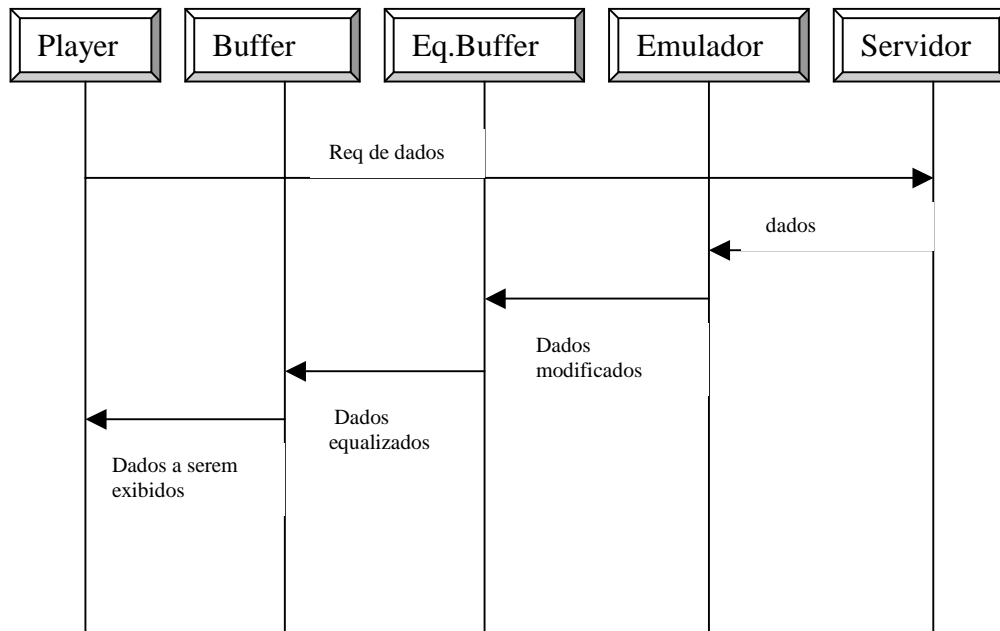 Player
Buffer
Eq.Buffer
Emulador
Servidor
Req de dados
dados
Dados
modificados
Dados
equalizados
Dados a serem
exibidos